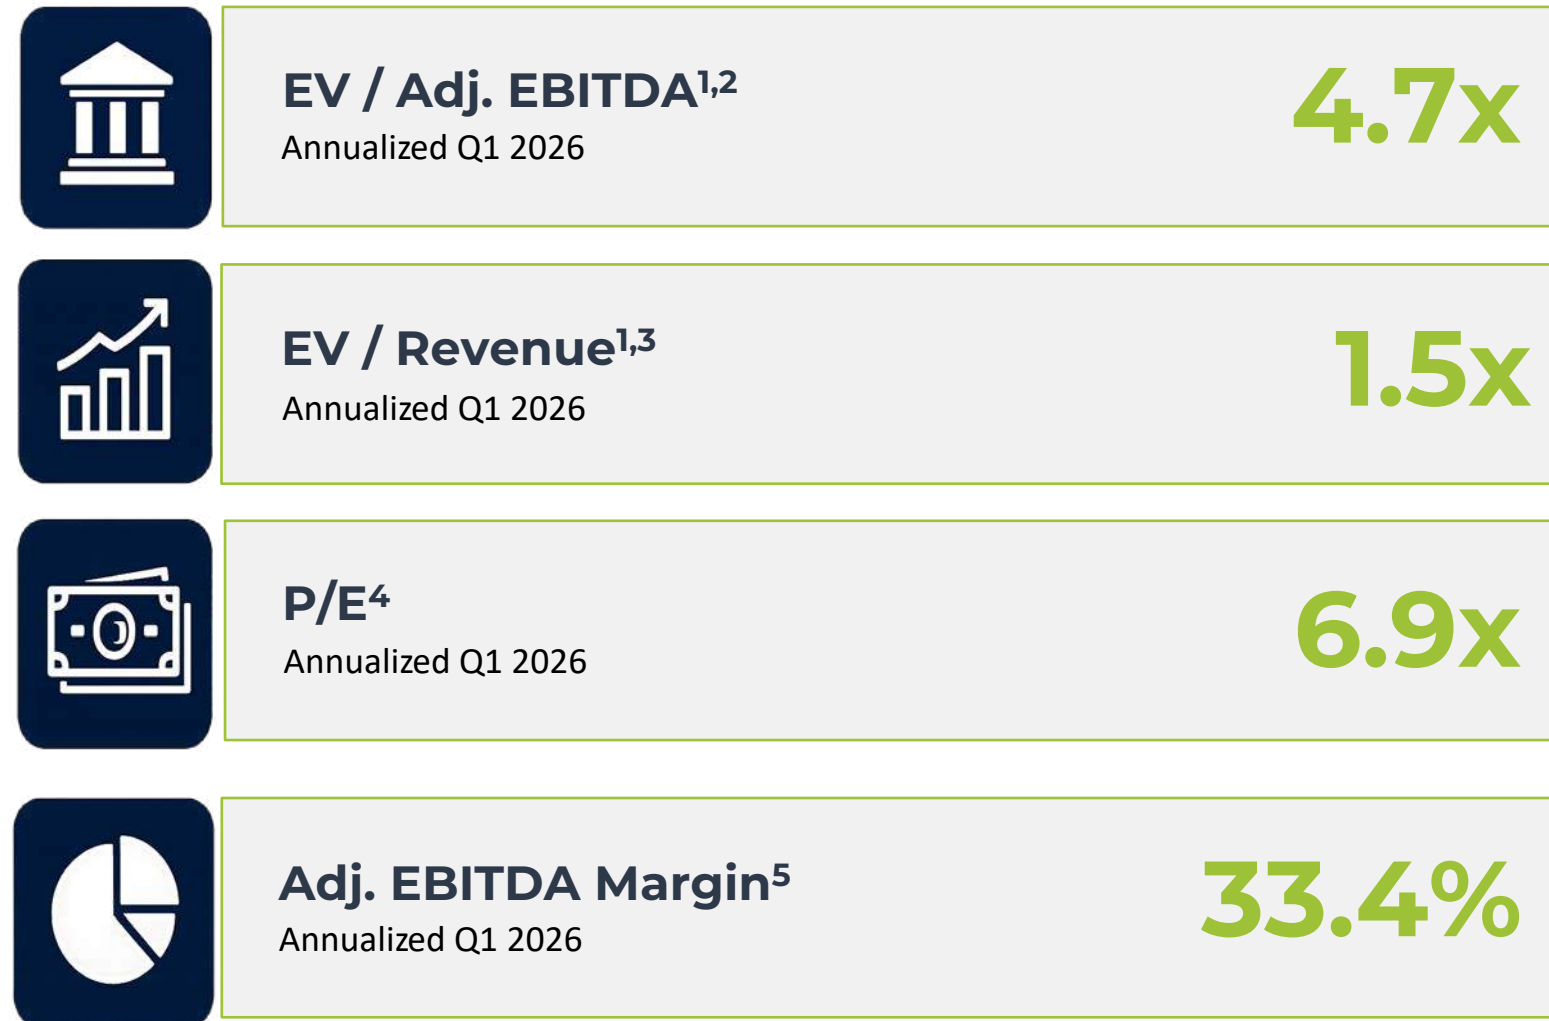 EV / Adj. EBITDA¹,²
4.7x
Annualized Q1 2026
EV / Revenue¹,³
1.5x
Annualized Q1 2026
P/E⁴
6.9x
Annualized Q1 2026
Adj. EBITDA Margin⁵
33.4%
Annualized Q1 2026